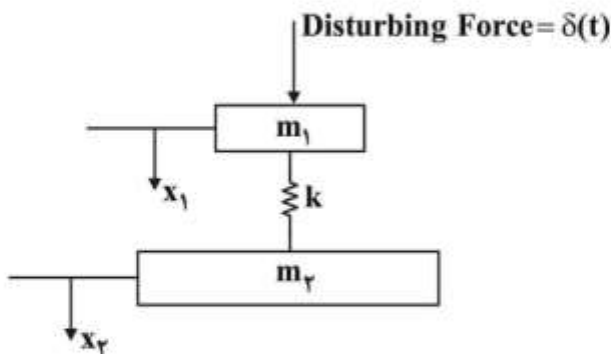 Disturbing Force = δ(t)
m۱
x۱
k
m۲
x۲